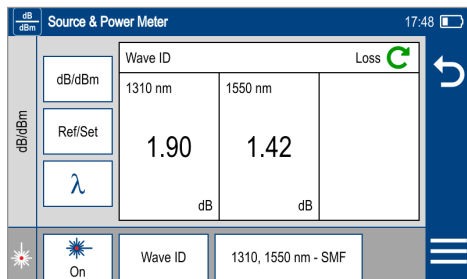 dB
dBm
Source & Power Meter
17:48
dB/dBm
dB/dBm
Ref/Set
λ
Wave ID
Loss
1310 nm
1550 nm
1.90
1.42
dB
dB
On
Wave ID
1310, 1550 nm - SMF